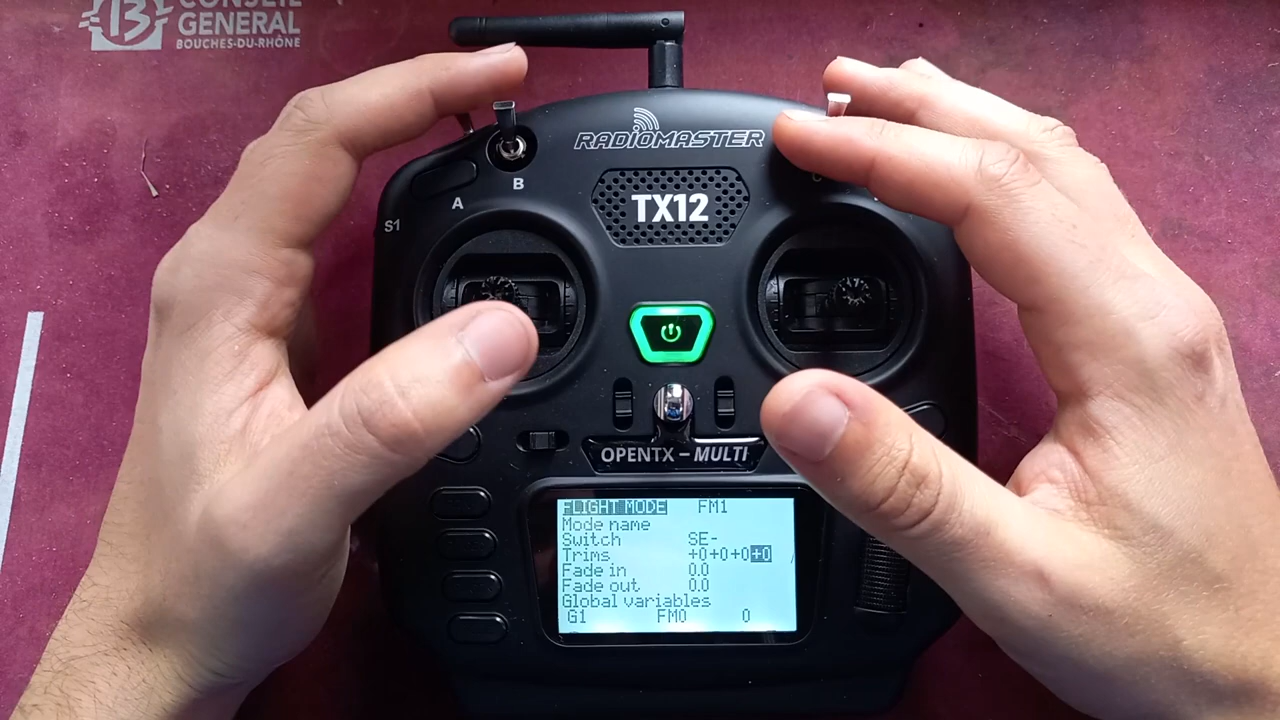 CONSEIL
GENERAL
BOUCHES-DU-RHÔNE
13
RADIOMASTER
TX12
B
A
S1
C
OPENTX – MULTI
FLIGHT MODE FM1
Mode name
Switch SE-
Trims +0+0+0+0
Fade in 0.0
Fade out 0.0
Global variables
G1 FM0 0